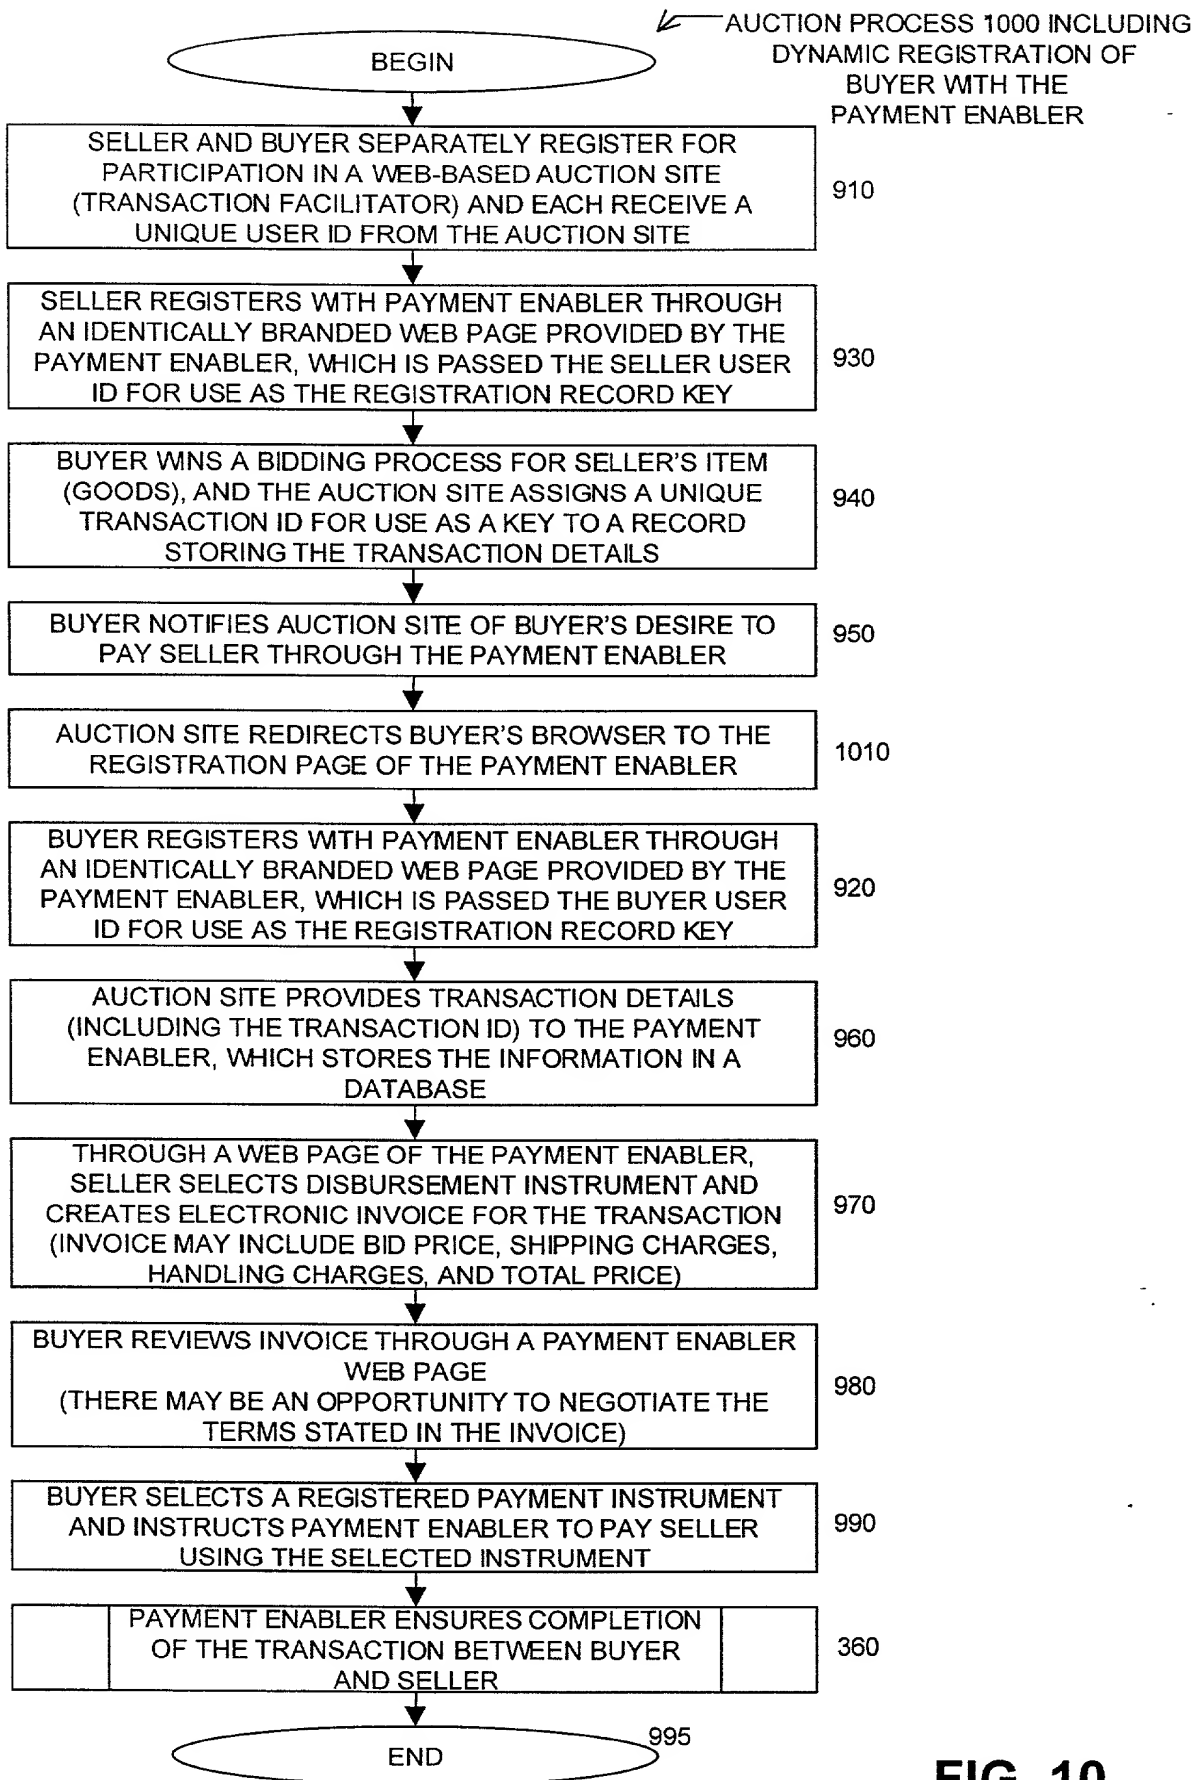 AUCTION PROCESS 1000 INCLUDING
DYNAMIC REGISTRATION OF
BUYER WITH THE
PAYMENT ENABLER
BEGIN
SELLER AND BUYER SEPARATELY REGISTER FOR
PARTICIPATION IN A WEB-BASED AUCTION SITE
(TRANSACTION FACILITATOR) AND EACH RECEIVE A
UNIQUE USER ID FROM THE AUCTION SITE
910
SELLER REGISTERS WITH PAYMENT ENABLER THROUGH
AN IDENTICALLY BRANDED WEB PAGE PROVIDED BY THE
PAYMENT ENABLER, WHICH IS PASSED THE SELLER USER
ID FOR USE AS THE REGISTRATION RECORD KEY
930
BUYER WINS A BIDDING PROCESS FOR SELLER'S ITEM
(GOODS), AND THE AUCTION SITE ASSIGNS A UNIQUE
TRANSACTION ID FOR USE AS A KEY TO A RECORD
STORING THE TRANSACTION DETAILS
940
BUYER NOTIFIES AUCTION SITE OF BUYER'S DESIRE TO
PAY SELLER THROUGH THE PAYMENT ENABLER
950
AUCTION SITE REDIRECTS BUYER'S BROWSER TO THE
REGISTRATION PAGE OF THE PAYMENT ENABLER
1010
BUYER REGISTERS WITH PAYMENT ENABLER THROUGH
AN IDENTICALLY BRANDED WEB PAGE PROVIDED BY THE
PAYMENT ENABLER, WHICH IS PASSED THE BUYER USER
ID FOR USE AS THE REGISTRATION RECORD KEY
920
AUCTION SITE PROVIDES TRANSACTION DETAILS
(INCLUDING THE TRANSACTION ID) TO THE PAYMENT
ENABLER, WHICH STORES THE INFORMATION IN A
DATABASE
960
THROUGH A WEB PAGE OF THE PAYMENT ENABLER,
SELLER SELECTS DISBURSEMENT INSTRUMENT AND
CREATES ELECTRONIC INVOICE FOR THE TRANSACTION
(INVOICE MAY INCLUDE BID PRICE, SHIPPING CHARGES,
HANDLING CHARGES, AND TOTAL PRICE)
970
BUYER REVIEWS INVOICE THROUGH A PAYMENT ENABLER
WEB PAGE
(THERE MAY BE AN OPPORTUNITY TO NEGOTIATE THE
TERMS STATED IN THE INVOICE)
980
BUYER SELECTS A REGISTERED PAYMENT INSTRUMENT
AND INSTRUCTS PAYMENT ENABLER TO PAY SELLER
USING THE SELECTED INSTRUMENT
990
PAYMENT ENABLER ENSURES COMPLETION
OF THE TRANSACTION BETWEEN BUYER
AND SELLER
360
END
995
FIG. 10